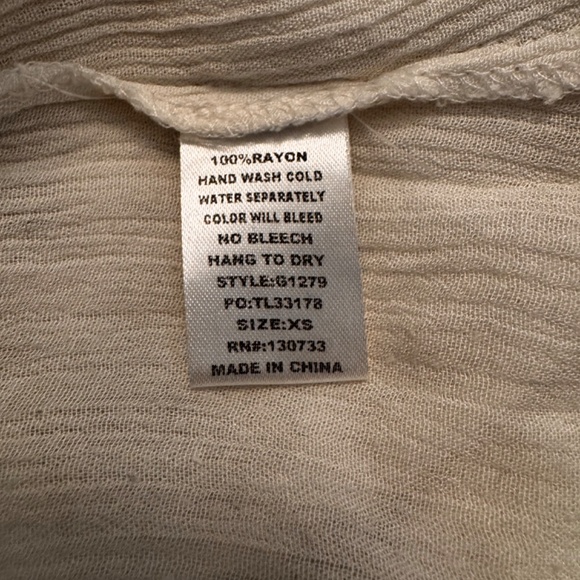 100%RAYON
HAND WASH COLD
WATER SEPARATELY
COLOR WILL BLEED
NO BLEECH
HANG TO DRY
STYLE:G1279
PO:TL33178
SIZE:XS
RN#:130733
MADE IN CHINA